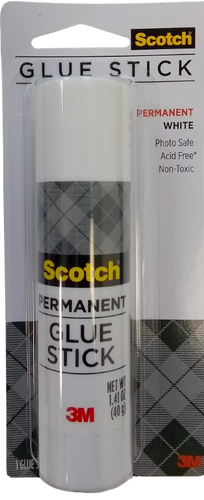 Scotch
GLUE STICK
PERMANENT
WHITE
Photo Safe
Acid Free*
Non-Toxic
Scotch
PERMANENT
GLUE
STICK
NET WT
1.41 OZ
(40 g)
3M
1 GLUE